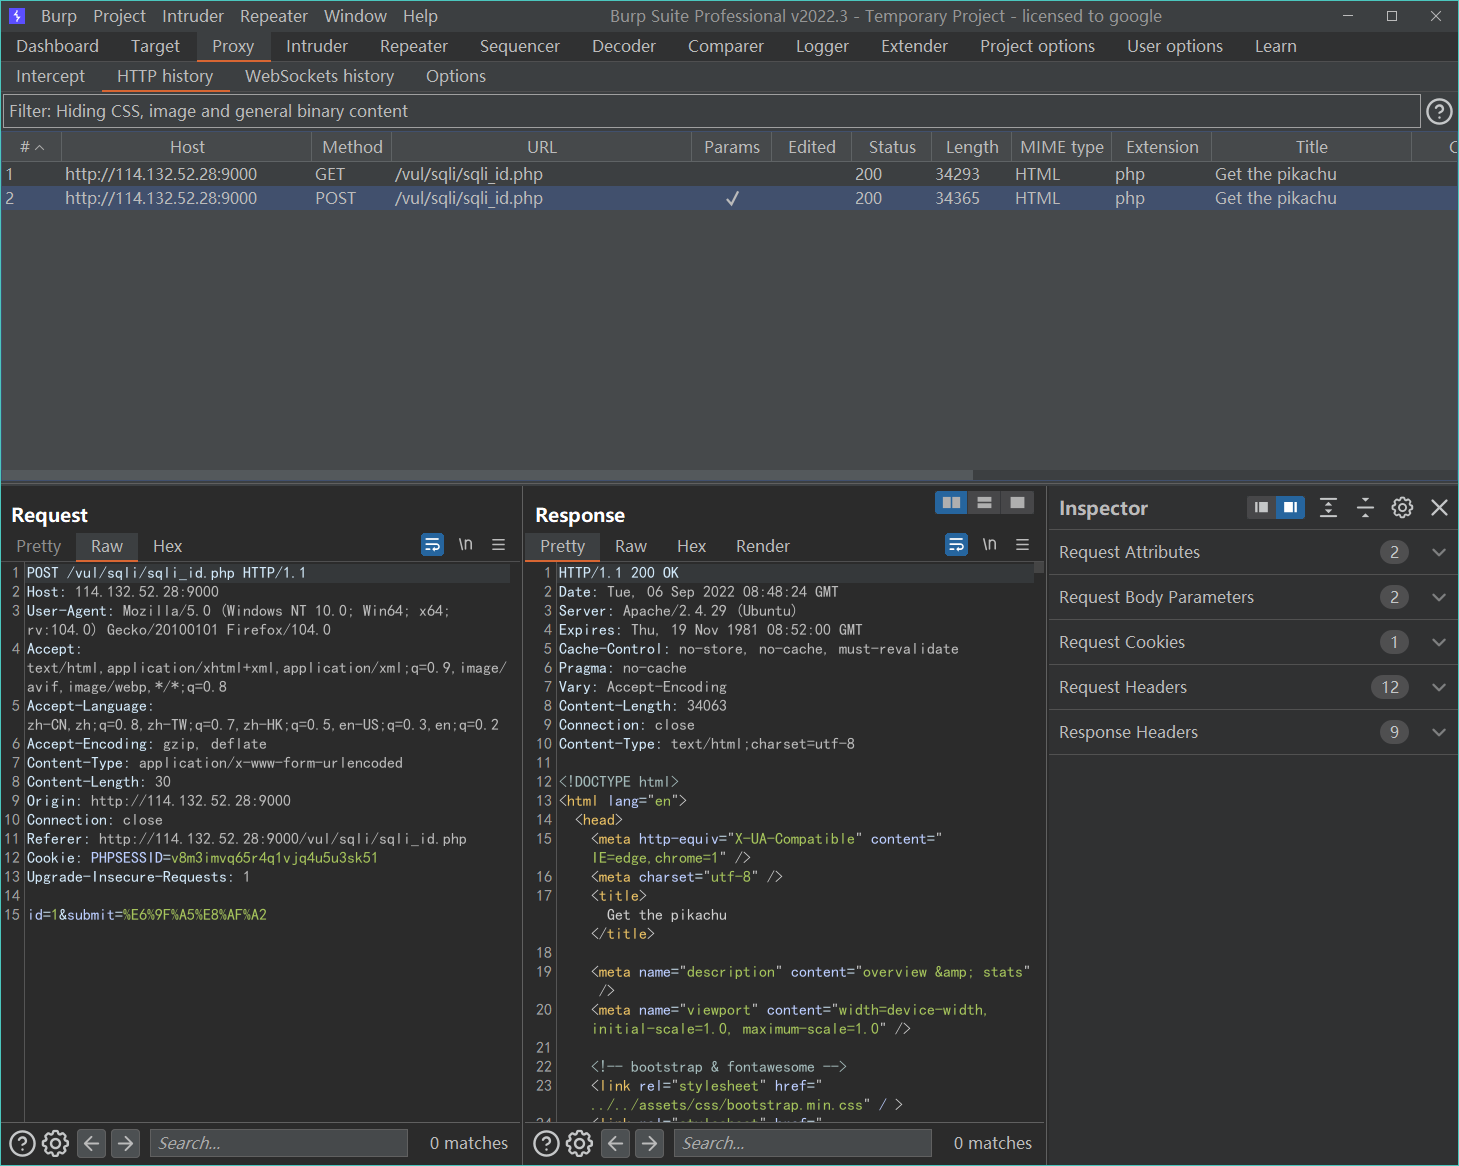 Burp Project Intruder Repeater Window Help Burp Suite Professional v2022.3 - Temporary Project - licensed to google
Dashboard Target Proxy Intruder Repeater Sequencer Decoder Comparer Logger Extender Project options User options Learn
Intercept HTTP history WebSockets history Options
Filter: Hiding CSS, image and general binary content
# Host Method URL Params Edited Status Length MIME type Extension Title C
1 http://114.132.52.28:9000 GET /vul/sqli/sqli_id.php 200 34293 HTML php Get the pikachu
2 http://114.132.52.28:9000 POST /vul/sqli/sqli_id.php ✓ 200 34365 HTML php Get the pikachu
Request
Pretty Raw Hex \n
1 POST /vul/sqli/sqli_id.php HTTP/1.1
2 Host: 114.132.52.28:9000
3 User-Agent: Mozilla/5.0 (Windows NT 10.0; Win64; x64;
rv:104.0) Gecko/20100101 Firefox/104.0
4 Accept:
text/html,application/xhtml+xml,application/xml;q=0.9,image/
avif,image/webp,*/*;q=0.8
5 Accept-Language:
zh-CN,zh;q=0.8,zh-TW;q=0.7,zh-HK;q=0.5,en-US;q=0.3,en;q=0.2
6 Accept-Encoding: gzip, deflate
7 Content-Type: application/x-www-form-urlencoded
8 Content-Length: 30
9 Origin: http://114.132.52.28:9000
10 Connection: close
11 Referer: http://114.132.52.28:9000/vul/sqli/sqli_id.php
12 Cookie: PHPSESSID=v8m3imvq65r4q1vjq4u5u3sk51
13 Upgrade-Insecure-Requests: 1
14
15 id=1&submit=%E6%9F%A5%E8%AF%A2
Search... 0 matches
Response
Pretty Raw Hex Render \n
1 HTTP/1.1 200 OK
2 Date: Tue, 06 Sep 2022 08:48:24 GMT
3 Server: Apache/2.4.29 (Ubuntu)
4 Expires: Thu, 19 Nov 1981 08:52:00 GMT
5 Cache-Control: no-store, no-cache, must-revalidate
6 Pragma: no-cache
7 Vary: Accept-Encoding
8 Content-Length: 34063
9 Connection: close
10 Content-Type: text/html;charset=utf-8
11
12 <!DOCTYPE html>
13 <html lang="en">
14 <head>
15 <meta http-equiv="X-UA-Compatible" content="
IE=edge,chrome=1" />
16 <meta charset="utf-8" />
17 <title>
Get the pikachu
</title>
18
19 <meta name="description" content="overview &amp; stats"
/>
20 <meta name="viewport" content="width=device-width,
initial-scale=1.0, maximum-scale=1.0" />
21
22 <!-- bootstrap & fontawesome -->
23 <link rel="stylesheet" href="
../../assets/css/bootstrap.min.css" / >
24 <link rel="stylesheet" href="
Search... 0 matches
Inspector
Request Attributes 2
Request Body Parameters 2
Request Cookies 1
Request Headers 12
Response Headers 9